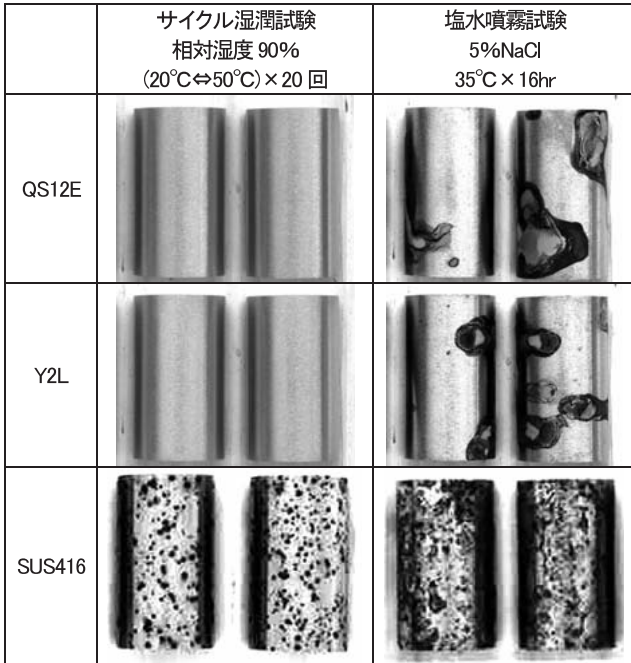 サイクル湿潤試験
相対湿度 90%
(20℃⇔50℃)×20 回
塩水噴霧試験
5%NaCl
35℃×16hr
QS12E
Y2L
SUS416